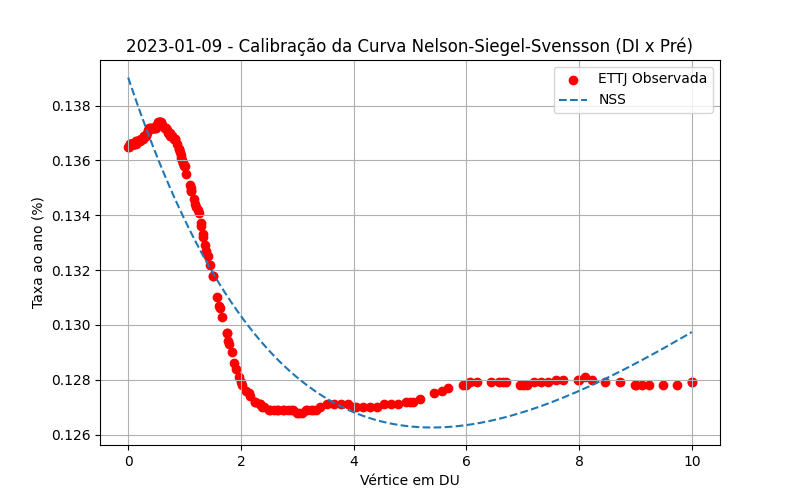 2023-01-09 - Calibração da Curva Nelson-Siegel-Svensson (DI x Pré)
ETTJ Observada
NSS
Taxa ao ano (%)
0.138
0.136
0.134
0.132
0.130
0.128
0.126
0 2 4 6 8 10
Vértice em DU